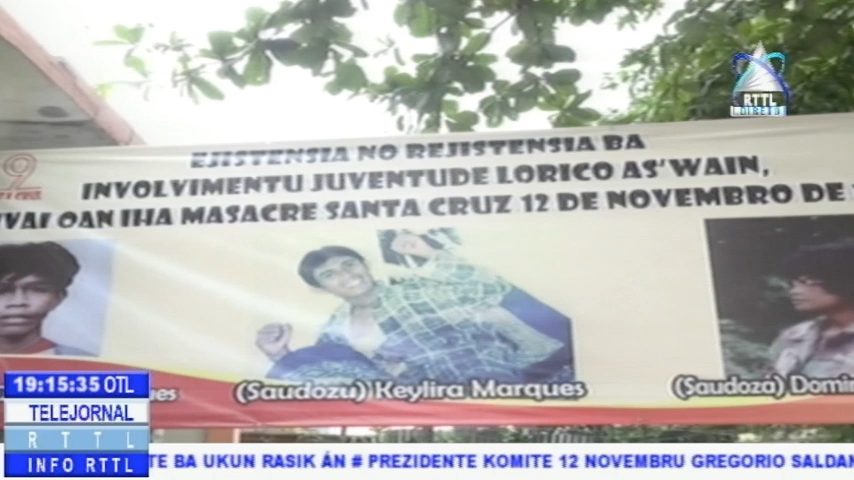 RTTL
DIRETA
EJISTENSIA NO REJISTENSIA BA
INVOLVIMENTU JUVENTUDE LORICO AS'WAIN,
OAN IHA MASACRE SANTA CRUZ 12 DE NOVEMBRO DE
(Saudozu) Keylira Marques
(Saudoza) Domin
19:15:35 OTL
TELEJORNAL
RTTL
INFO RTTL
TE BA UKUN RASIK ÁN # PREZIDENTE KOMITE 12 NOVEMBRU GREGORIO SALDAN